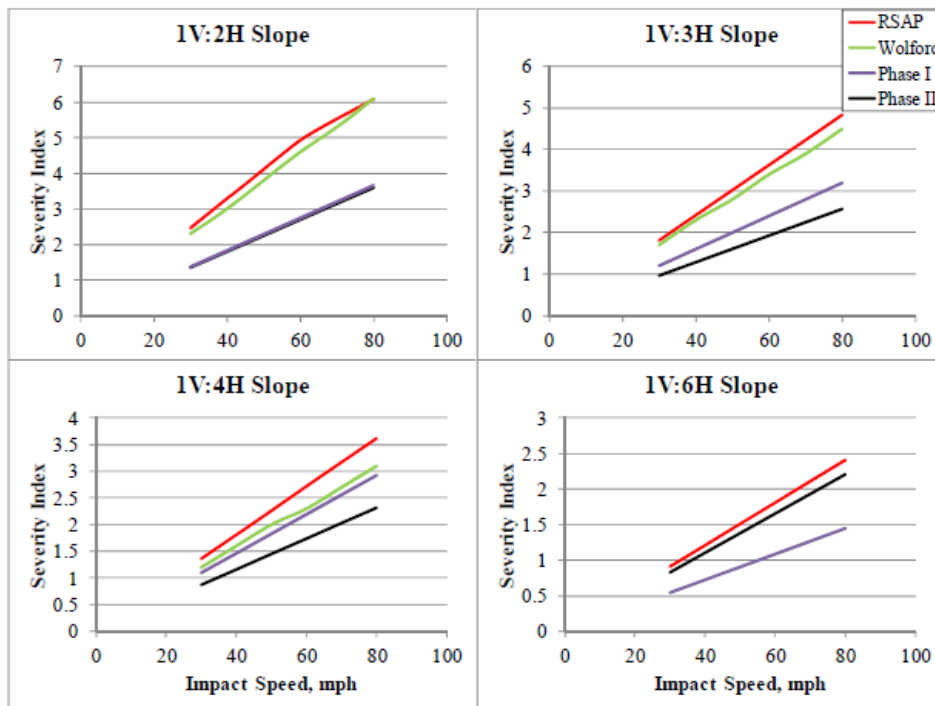 1V:2H Slope
7
6
5
4
3
2
1
0
0 20 40 60 80 100
Severity Index
1V:3H Slope
6
5
4
3
2
1
0
0 20 40 60 80 100
Severity Index
RSAP
Wolford
Phase I
Phase II
1V:4H Slope
4
3.5
3
2.5
2
1.5
1
0.5
0
0 20 40 60 80 100
Severity Index
Impact Speed, mph
1V:6H Slope
3
2.5
2
1.5
1
0.5
0
0 20 40 60 80 100
Severity Index
Impact Speed, mph